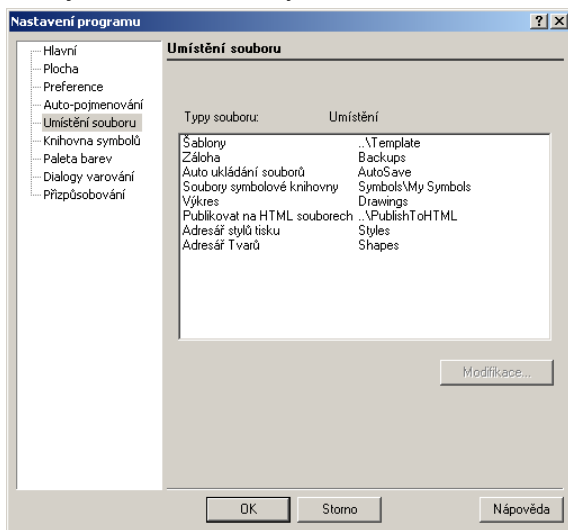 Nastavení programu
Hlavní
Plocha
Preference
Auto-pojmenování
Umístění souboru
Knihovna symbolů
Paleta barev
Dialogy varování
Přizpůsobování
Umístění souboru
Typy souboru: Umístění
Šablony ..\Template
Záloha Backups
Auto ukládání souborů AutoSave
Soubory symbolové knihovny Symbols\My Symbols
Výkres Drawings
Publikovat na HTML souborech ..\PublishToHTML
Adresář stylů tisku Styles
Adresář Tvarů Shapes
Modifikace...
OK Storno Nápověda